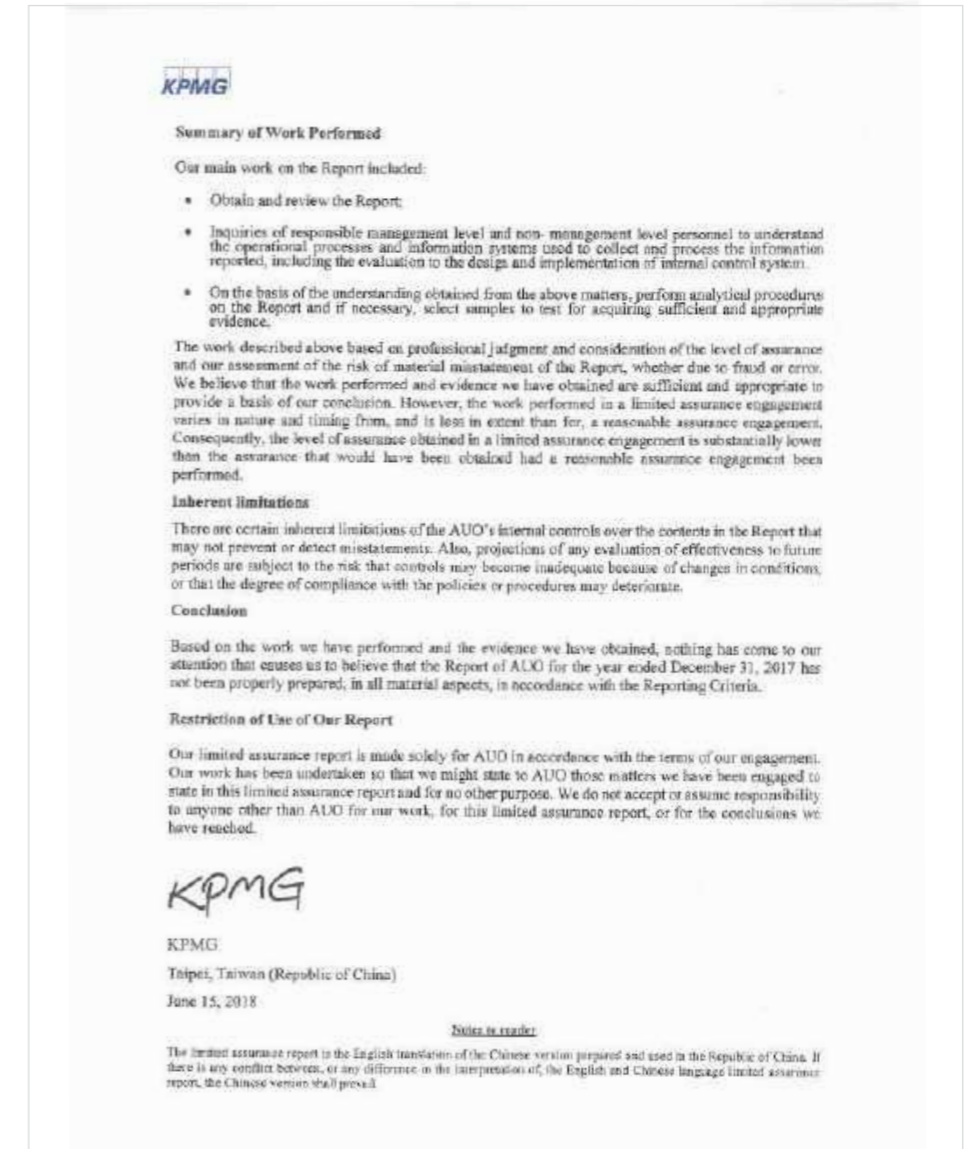 KPMG
Summary of Work Performed
Our main work on the Report included:
• Obtain and review the Report;
• Inquiries of responsible management level and non- management level personnel to understand
the operational processes and information systems used to collect and process the information
reported, including the evaluation to the design and implementation of internal control system.
• On the basis of the understanding obtained from the above matters, perform analytical procedures
on the Report and if necessary, select samples to test for acquiring sufficient and appropriate
evidence.
The work described above based on professional judgment and consideration of the level of assurance
and our assessment of the risk of material misstatement of the Report, whether due to fraud or error.
We believe that the work performed and evidence we have obtained are sufficient and appropriate to
provide a basis of our conclusion. However, the work performed in a limited assurance engagement
varies in nature and timing from, and is less in extent than for, a reasonable assurance engagement.
Consequently, the level of assurance obtained in a limited assurance engagement is substantially lower
than the assurance that would have been obtained had a reasonable assurance engagement been
performed.
Inherent limitations
There are certain inherent limitations of the AUO's internal controls over the contents in the Report that
may not prevent or detect misstatements. Also, projections of any evaluation of effectiveness to future
periods are subject to the risk that controls may become inadequate because of changes in conditions,
or that the degree of compliance with the policies or procedures may deteriorate.
Conclusion
Based on the work we have performed and the evidence we have obtained, nothing has come to our
attention that causes us to believe that the Report of AUO for the year ended December 31, 2017 has
not been properly prepared, in all material aspects, in accordance with the Reporting Criteria.
Restriction of Use of Our Report
Our limited assurance report is made solely for AUO in accordance with the terms of our engagement.
Our work has been undertaken so that we might state to AUO those matters we have been engaged to
state in this limited assurance report and for no other purpose. We do not accept or assume responsibility
to anyone other than AUO for our work, for this limited assurance report, or for the conclusions we
have reached.
KPMG
KPMG
Taipei, Taiwan (Republic of China)
June 15, 2018
Notes to reader
The limited assurance report is the English translation of the Chinese version prepared and used in the Republic of China. If
there is any conflict between, or any difference in the interpretation of, the English and Chinese language limited assurance
report, the Chinese version shall prevail.